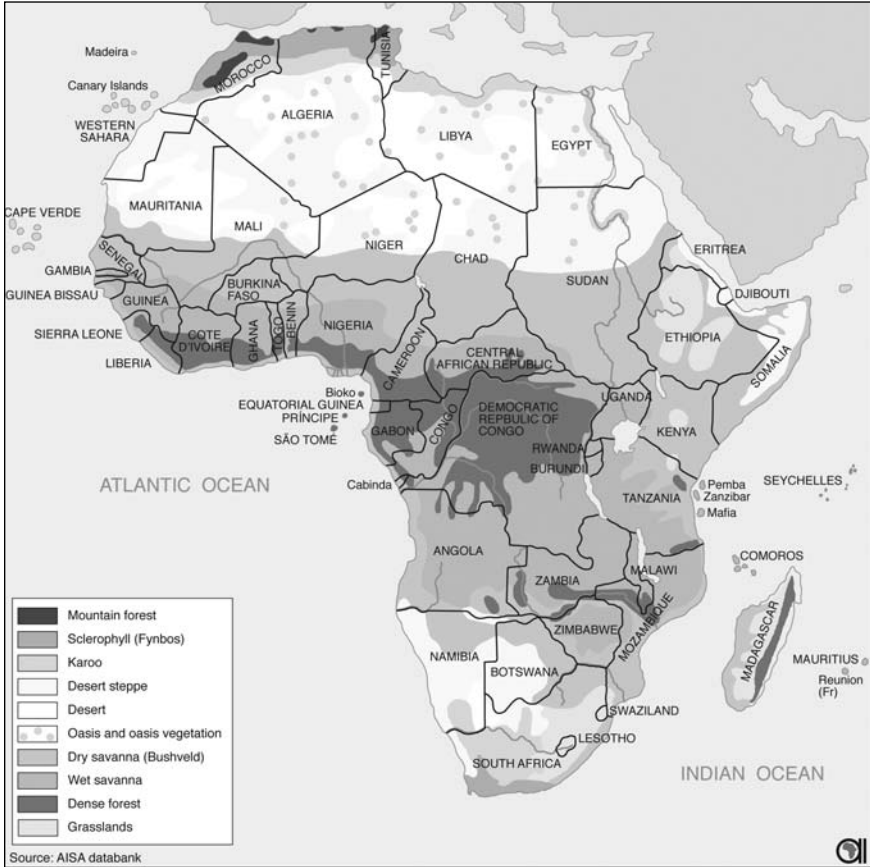 Madeira
MOROCCO
TUNISIA
Canary Islands
WESTERN
SAHARA
ALGERIA
LIBYA
EGYPT
MAURITANIA
CAPE VERDE
MALI
NIGER
CHAD
SUDAN
ERITREA
SENEGAL
GAMBIA
DJIBOUTI
GUINEA BISSAU
GUINEA
BURKINA
FASO
BENIN
NIGERIA
ETHIOPIA
SIERRA LEONE
COTE
D'IVOIRE
GHANA
TOGO
CAMEROON
CENTRAL
AFRICAN REPUBLIC
SOMALIA
LIBERIA
Bioko
EQUATORIAL GUINEA
PRÍNCIPE
SÃO TOMÉ
GABON
CONGO
DEMOCRATIC
REPBULIC OF
CONGO
UGANDA
KENYA
RWANDA
BURUNDI
ATLANTIC OCEAN
Cabinda
TANZANIA
Pemba
Zanzibar
Mafia
SEYCHELLES
ANGOLA
ZAMBIA
MALAWI
COMOROS
MOZAMBIQUE
ZIMBABWE
MADAGASCAR
NAMIBIA
BOTSWANA
MAURITIUS
Reunion
(Fr)
SWAZILAND
LESOTHO
SOUTH AFRICA
INDIAN OCEAN
Mountain forest
Sclerophyll (Fynbos)
Karoo
Desert steppe
Desert
Oasis and oasis vegetation
Dry savanna (Bushveld)
Wet savanna
Dense forest
Grasslands
Source: AISA databank